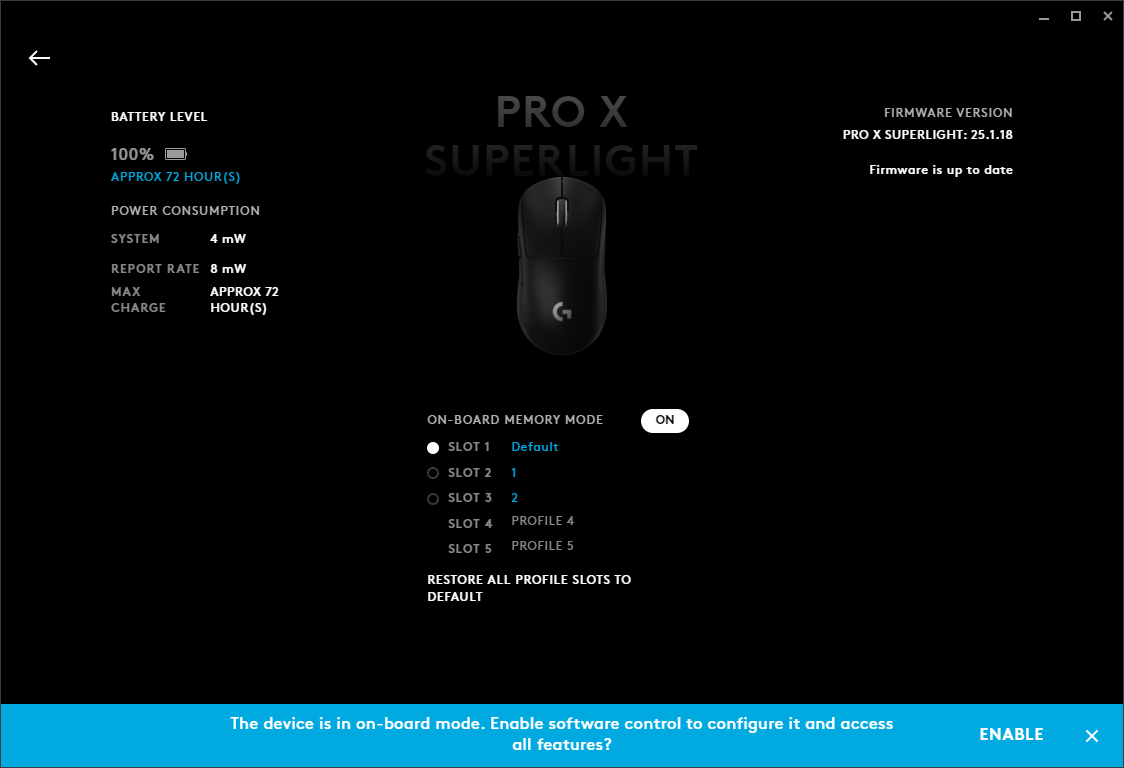 BATTERY LEVEL
100%
APPROX 72 HOUR(S)
POWER CONSUMPTION
SYSTEM 4 mW
REPORT RATE 8 mW
MAX CHARGE APPROX 72 HOUR(S)
PRO X
SUPERLIGHT
FIRMWARE VERSION
PRO X SUPERLIGHT: 25.1.18
Firmware is up to date
ON-BOARD MEMORY MODE ON
SLOT 1 Default
SLOT 2 1
SLOT 3 2
SLOT 4 PROFILE 4
SLOT 5 PROFILE 5
RESTORE ALL PROFILE SLOTS TO
DEFAULT
The device is in on-board mode. Enable software control to configure it and access
all features?
ENABLE